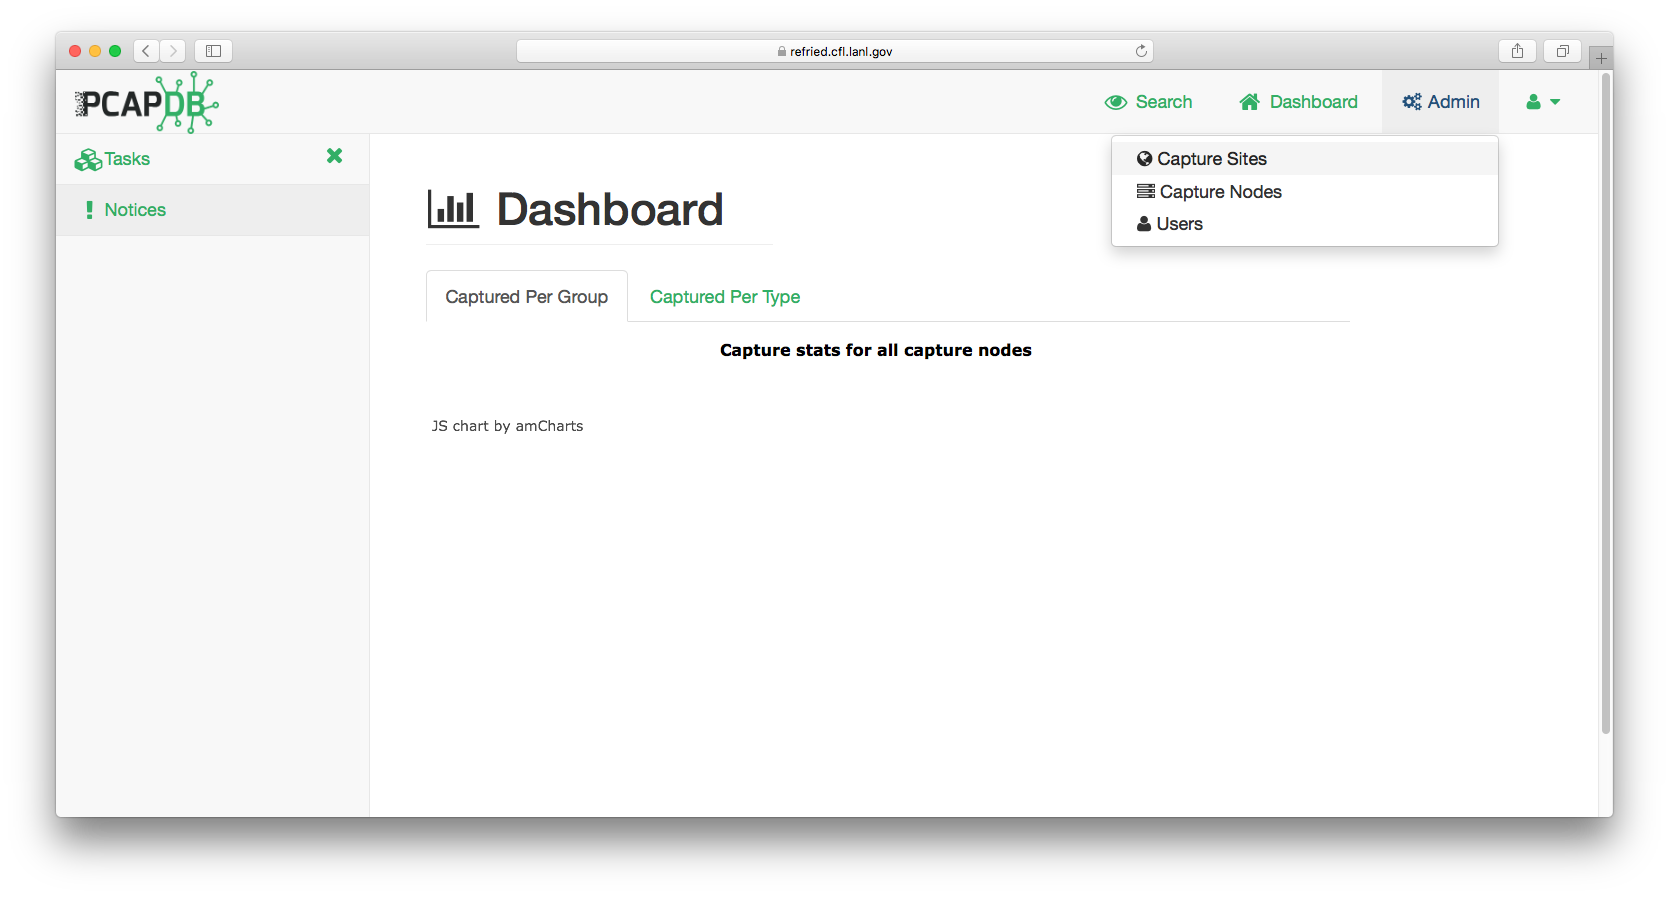 refried.cfl.lanl.gov
PCAPDB
Search
Dashboard
Admin
Tasks
Notices
Capture Sites
Capture Nodes
Users
Dashboard
Captured Per Group
Captured Per Type
Capture stats for all capture nodes
JS chart by amCharts